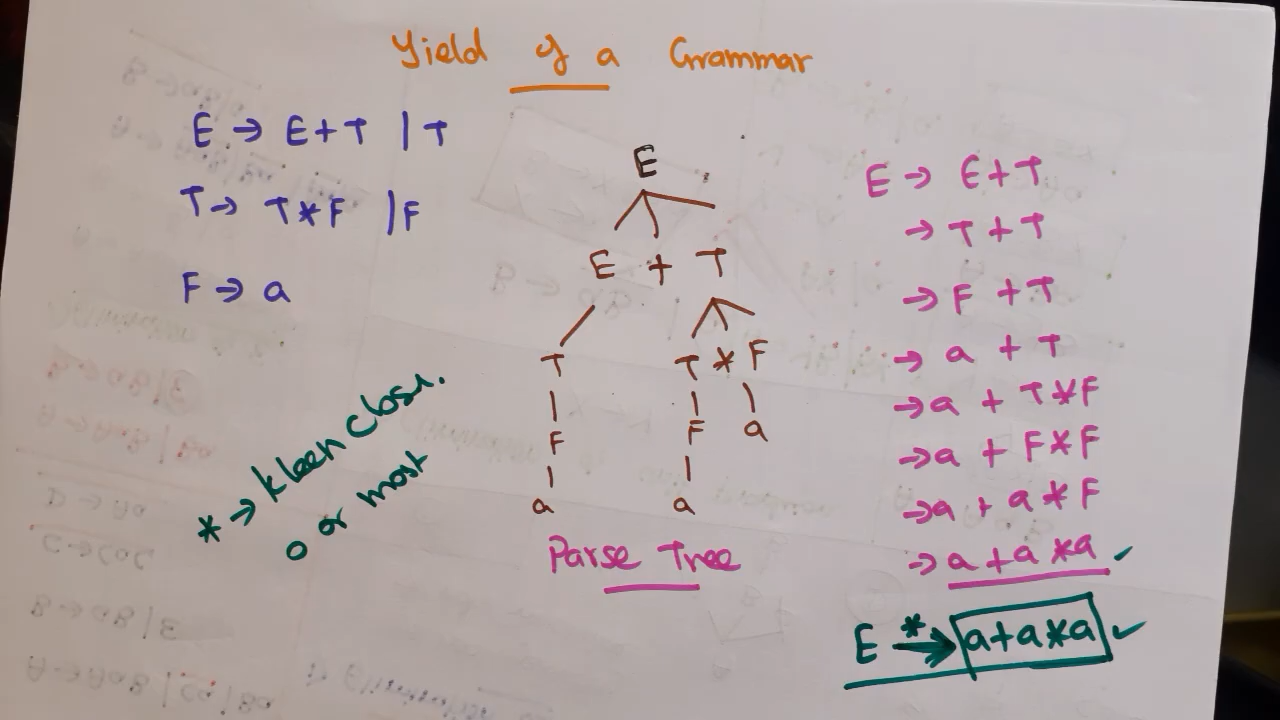 Yield of a Grammar
E → E+T | T
T → T*F | F
F → a
* → kleen closr.
0 or most
E
E + T
T T * F
F F a
a a
Parse Tree
E → E+T
→ T + T
→ F + T
→ a + T
→ a + T*F
→ a + F*F
→ a + a*F
→ a + a*a ✓
E *→ a+a*a ✓